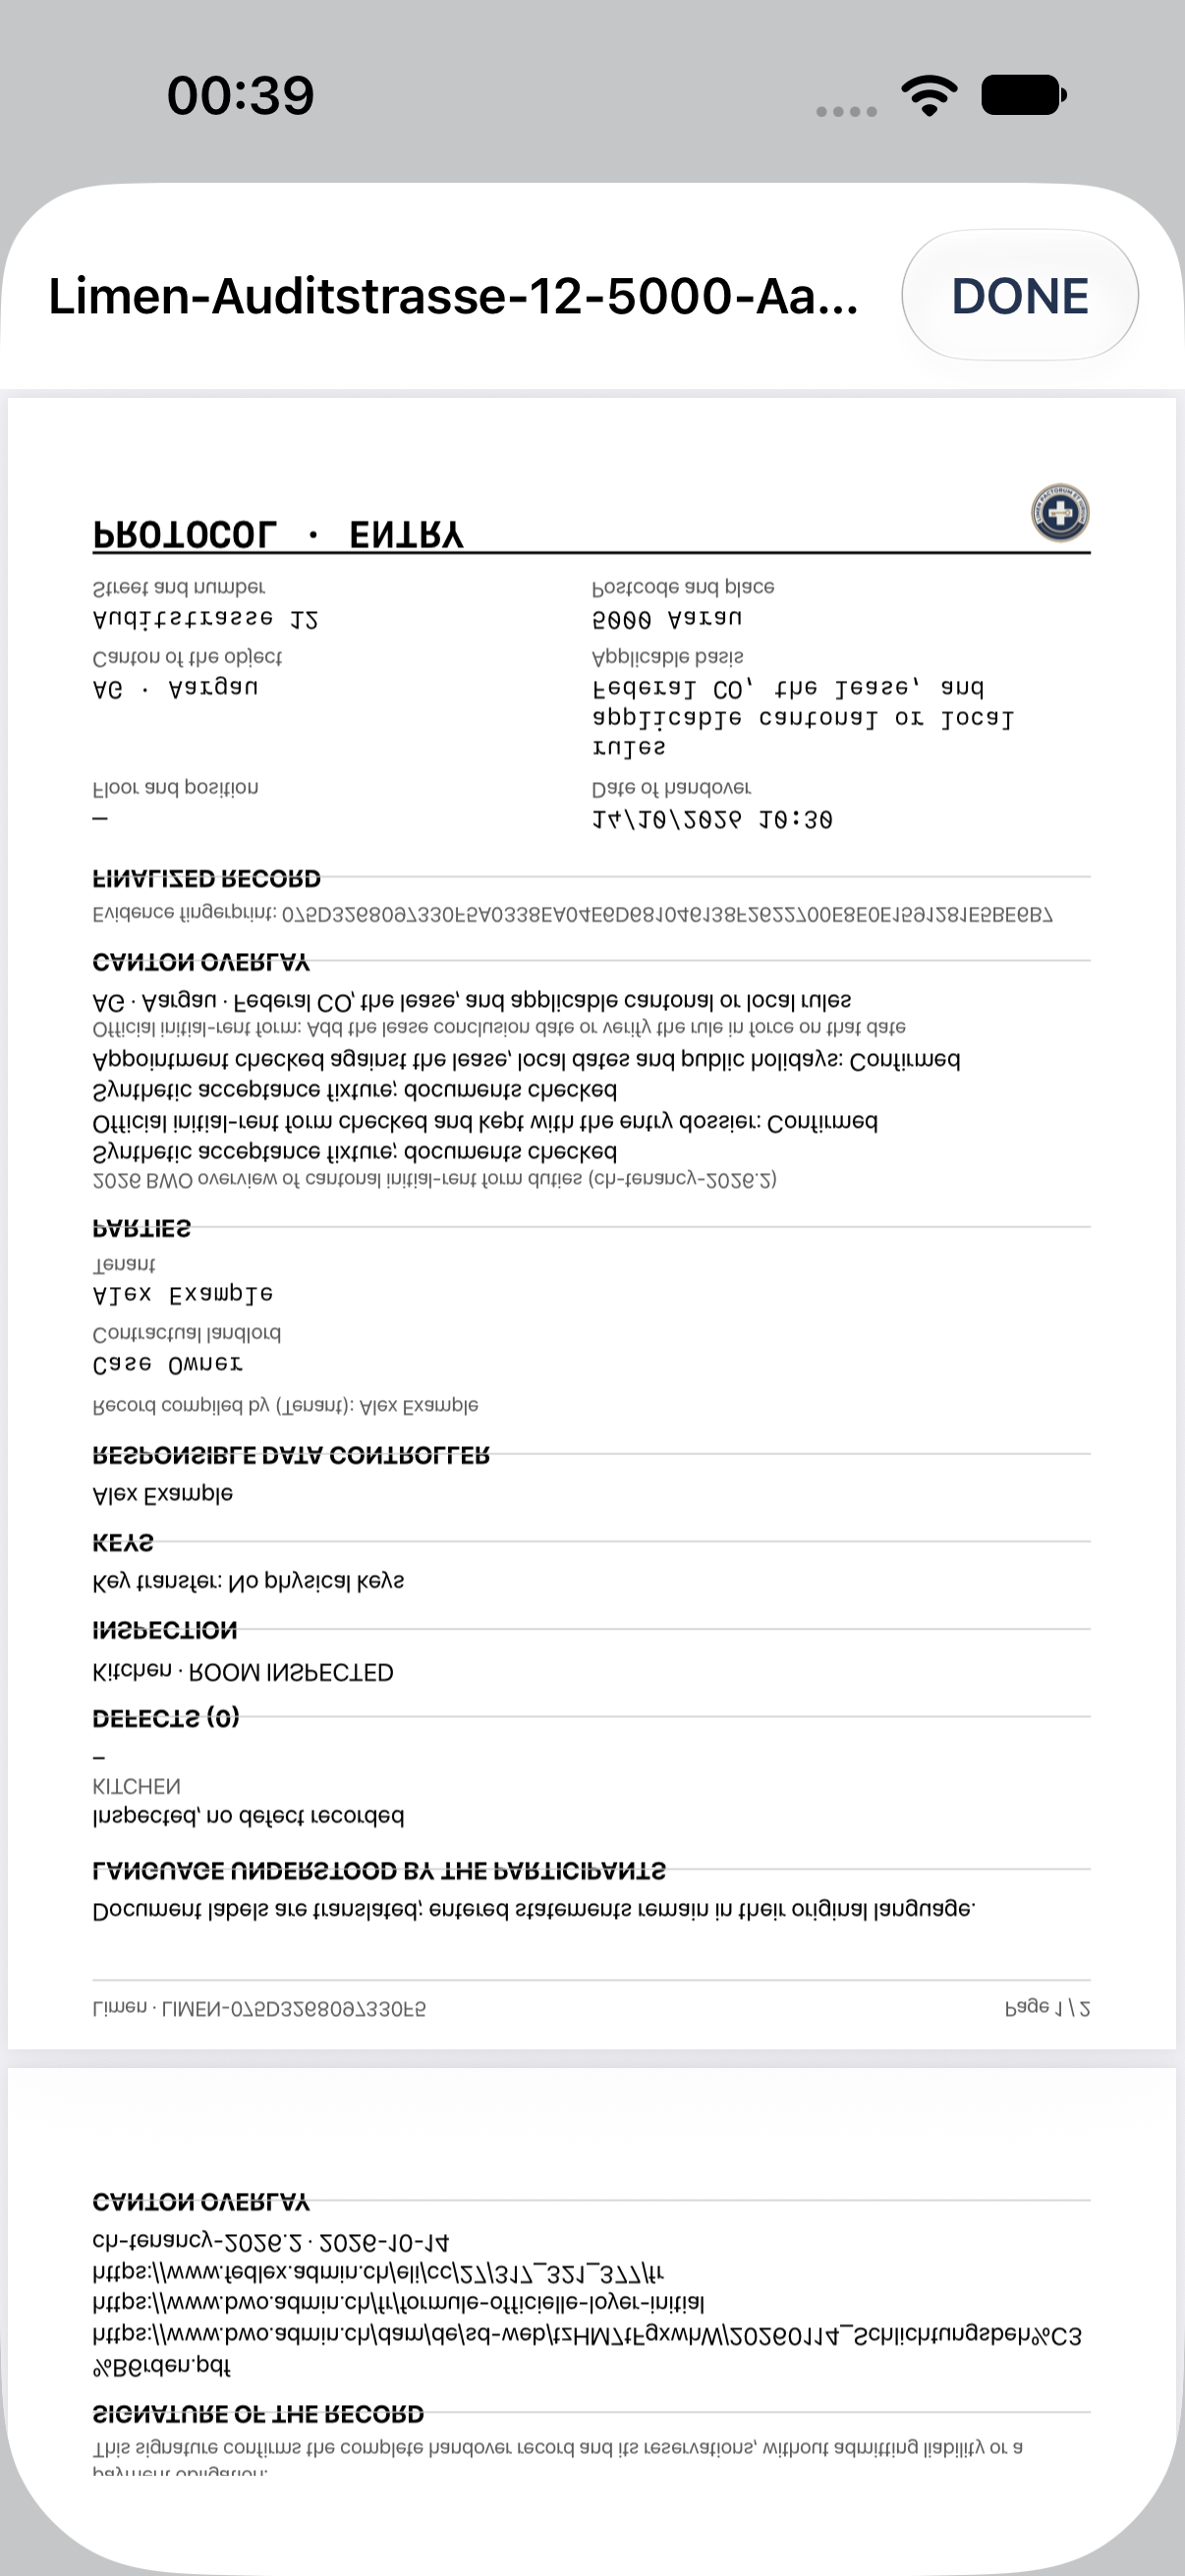 00:39
Limen-Auditstrasse-12-5000-Aa...
DONE
PROTOCOL · ENTRY
Street and number
Postcode and place
Auditstrasse 12
5000 Aarau
Canton of the object
Applicable basis
AG · Aargau
Federal CO, the lease, and
applicable cantonal or local
rules
Floor and position
Date of handover
–
14/10/2026 10:30
FINALIZED RECORD
Evidence fingerprint: 075D3268097330F5A0338EA04E6D681046138F2622700E8E0E1591281E5BE6B7
CANTON OVERLAY
AG · Aargau · Federal CO, the lease, and applicable cantonal or local rules
Official initial-rent form: Add the lease conclusion date or verify the rule in force on that date
Appointment checked against the lease, local dates and public holidays: Confirmed
Synthetic acceptance fixture; documents checked
Official initial-rent form checked and kept with the entry dossier: Confirmed
Synthetic acceptance fixture; documents checked
2026 BWO overview of cantonal initial-rent form duties (ch-tenancy-2026.2)
PARTIES
Tenant
Alex Example
Contractual landlord
Case Owner
Record compiled by (Tenant): Alex Example
RESPONSIBLE DATA CONTROLLER
Alex Example
KEYS
Key transfer: No physical keys
INSPECTION
Kitchen · ROOM INSPECTED
DEFECTS (0)
–
KITCHEN
Inspected, no defect recorded
LANGUAGE UNDERSTOOD BY THE PARTICIPANTS
Document labels are translated; entered statements remain in their original language.
Limen · LIMEN-075D3268097330F5
Page 1 / 2
CANTON OVERLAY
ch-tenancy-2026.2 · 2026-10-14
https://www.fedlex.admin.ch/eli/cc/27/317_321_377/fr
https://www.bwo.admin.ch/fr/formule-officielle-loyer-initial
https://www.bwo.admin.ch/dam/de/sd-web/tzHM7tFgxwhW/20260114_Schlichtungsbeh%C3
%B6rden.pdf
SIGNATURE OF THE RECORD
This signature confirms the complete handover record and its reservations, without admitting liability or a
payment obligation.